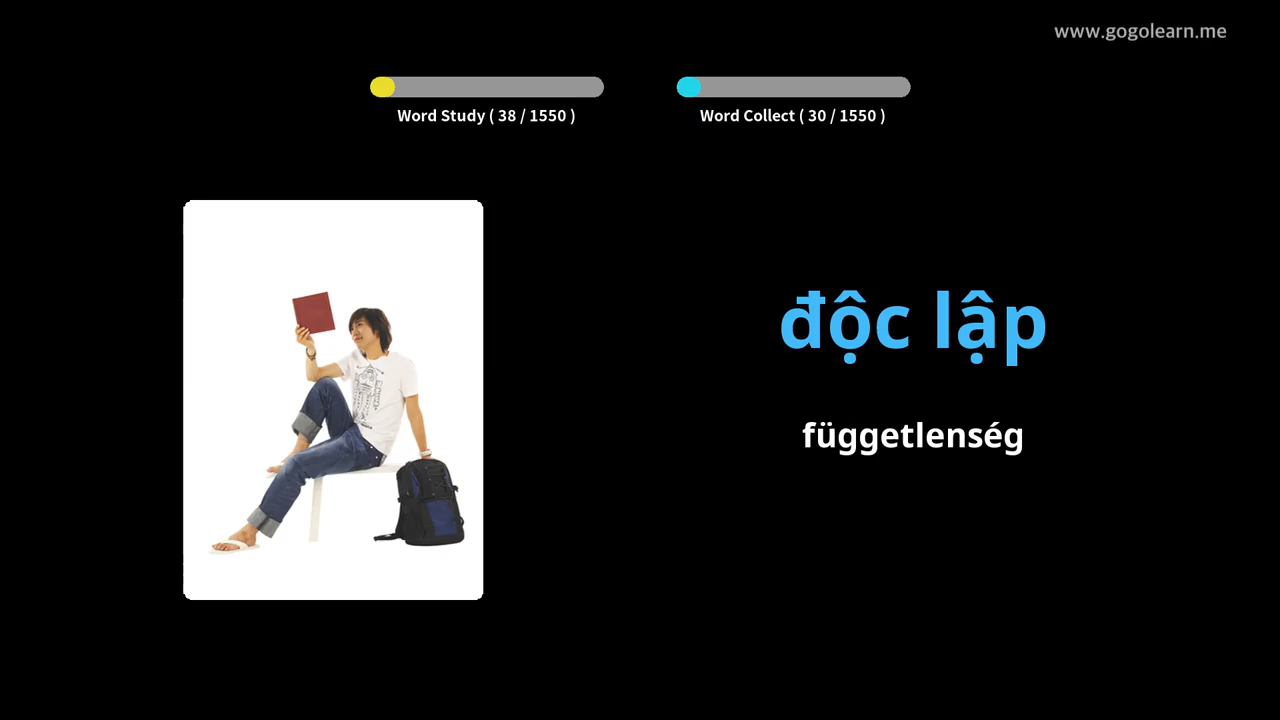 www.gogolearn.me
Word Study ( 38 / 1550 )
Word Collect ( 30 / 1550 )
độc lập
függetlenség